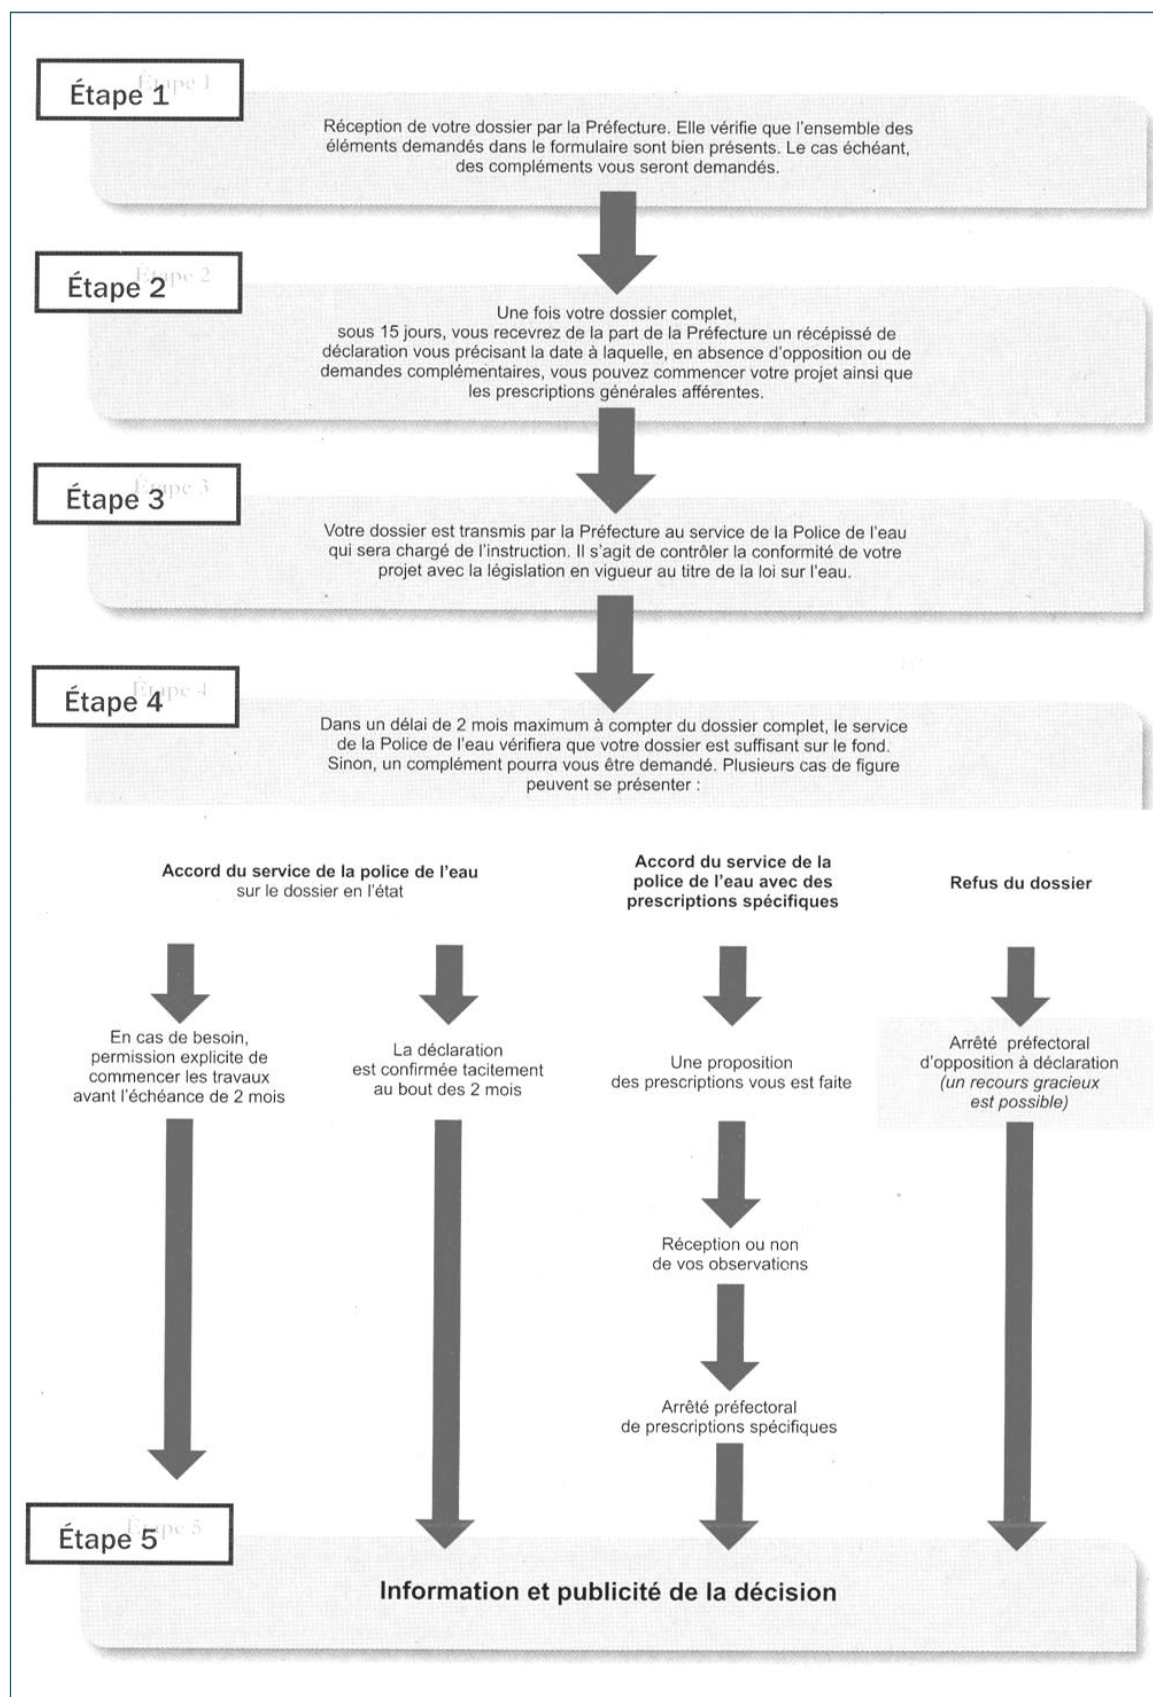 Étape 1
Réception de votre dossier par la Préfecture. Elle vérifie que l'ensemble des
éléments demandés dans le formulaire sont bien présents. Le cas échéant,
des compléments vous seront demandés.
Étape 2
Une fois votre dossier complet,
sous 15 jours, vous recevrez de la part de la Préfecture un récépissé de
déclaration vous précisant la date à laquelle, en absence d'opposition ou de
demandes complémentaires, vous pouvez commencer votre projet ainsi que
les prescriptions générales afférentes.
Étape 3
Votre dossier est transmis par la Préfecture au service de la Police de l'eau
qui sera chargé de l'instruction. Il s'agit de contrôler la conformité de votre
projet avec la législation en vigueur au titre de la loi sur l'eau.
Étape 4
Dans un délai de 2 mois maximum à compter du dossier complet, le service
de la Police de l'eau vérifiera que votre dossier est suffisant sur le fond.
Sinon, un complément pourra vous être demandé. Plusieurs cas de figure
peuvent se présenter :
Accord du service de la police de l'eau
sur le dossier en l'état
En cas de besoin,
permission explicite de
commencer les travaux
avant l'échéance de 2 mois
La déclaration
est confirmée tacitement
au bout des 2 mois
Accord du service de la
police de l'eau avec des
prescriptions spécifiques
Une proposition
des prescriptions vous est faite
Réception ou non
de vos observations
Arrêté préfectoral
de prescriptions spécifiques
Refus du dossier
Arrété préfectoral
d'opposition à déclaration
(un recours gracieux
est possible)
Étape 5
Information et publicité de la décision